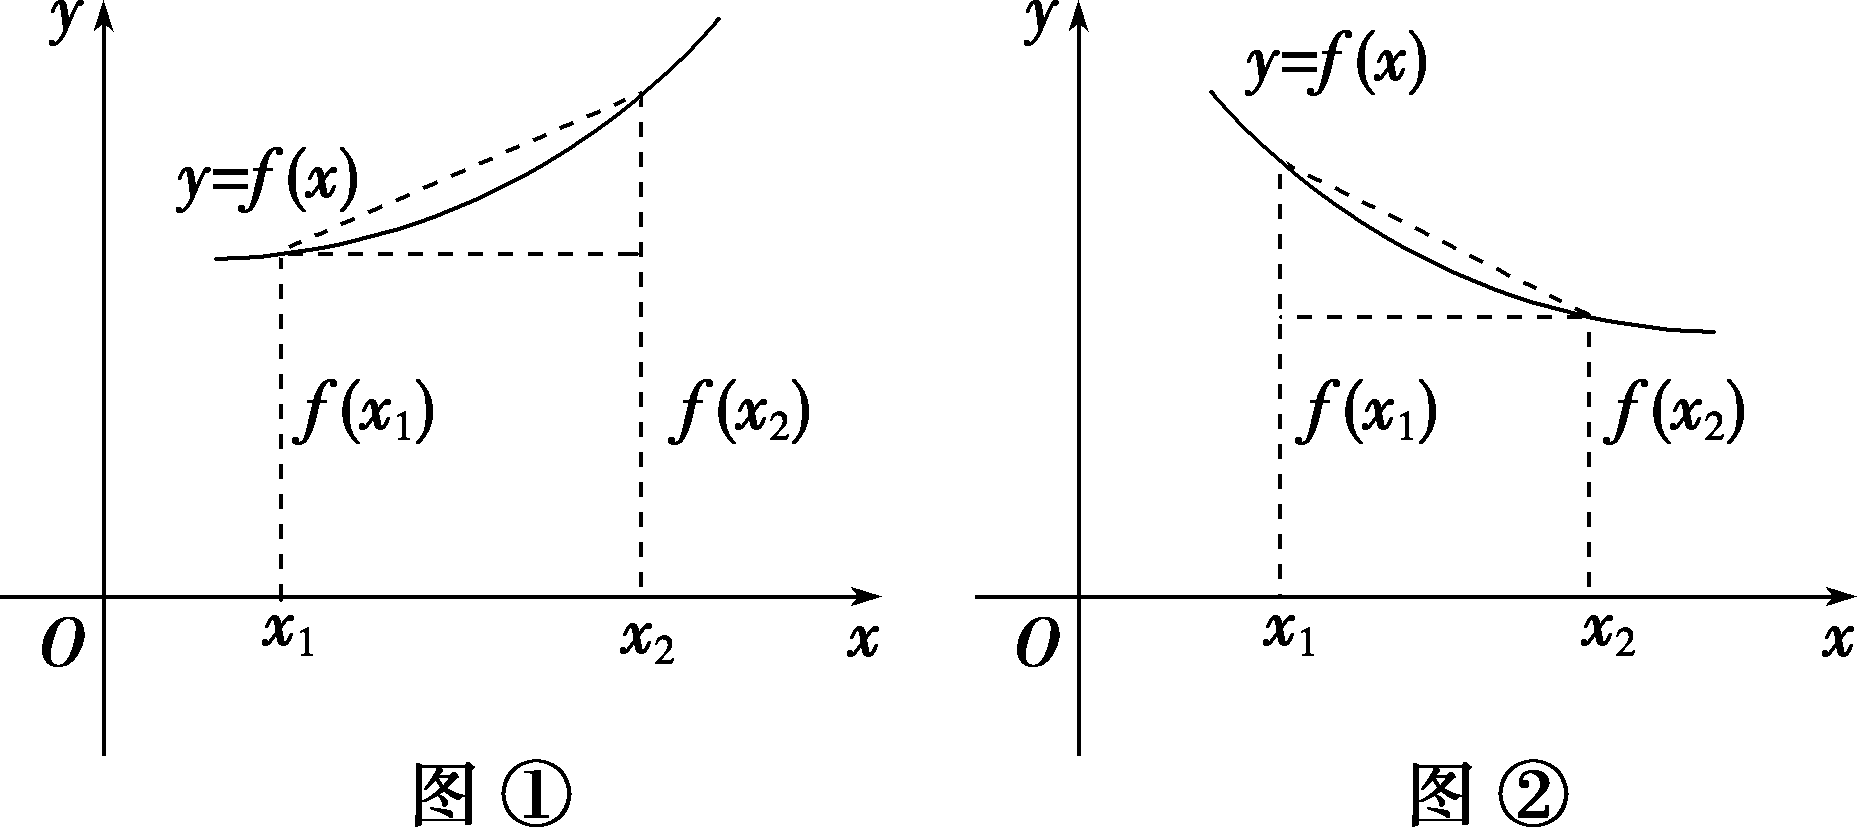 y
y=f(x)
f(x₁)
f(x₂)
O
x₁
x₂
x
图 ①
y
y=f(x)
f(x₁)
f(x₂)
O
x₁
x₂
x
图 ②